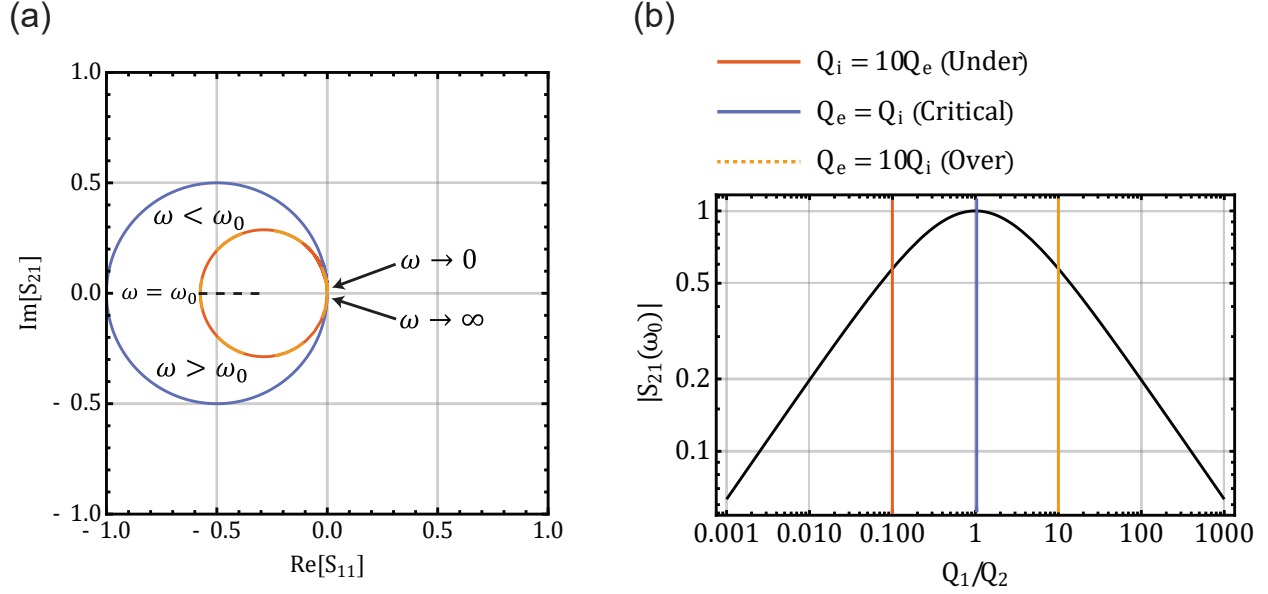 (a)
1.0
0.5
0.0
- 0.5
- 1.0
Im[S₂₁]
ω < ω₀
ω = ω₀
ω > ω₀
ω → 0
ω → ∞
- 1.0 - 0.5 0.0 0.5 1.0
Re[S₁₁]
(b)
Qᵢ = 10Qₑ (Under)
Qₑ = Qᵢ (Critical)
Qₑ = 10Qᵢ (Over)
1
0.5
0.2
0.1
|S₂₁(ω₀)|
0.001 0.010 0.100 1 10 100 1000
Q₁/Q₂